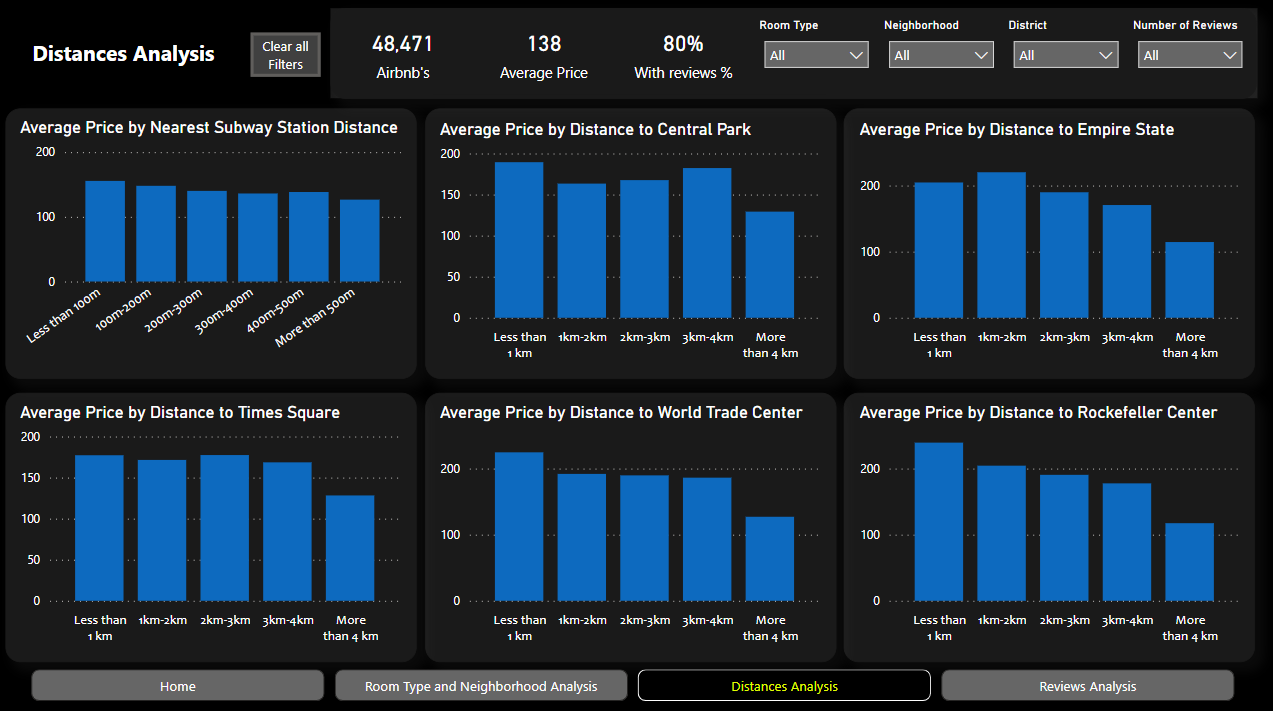 Distances Analysis
Clear all
Filters
48,471
Airbnb's
138
Average Price
80%
With reviews %
Room Type
All
Neighborhood
All
District
All
Number of Reviews
All
Average Price by Nearest Subway Station Distance
200
100
0
Less than 100m
100m-200m
200m-300m
300m-400m
400m-500m
More than 500m
Average Price by Distance to Central Park
200
150
100
50
0
Less than
1 km
1km-2km
2km-3km
3km-4km
More
than 4 km
Average Price by Distance to Empire State
200
100
0
Less than
1 km
1km-2km
2km-3km
3km-4km
More
than 4 km
Average Price by Distance to Times Square
200
150
100
50
0
Less than
1 km
1km-2km
2km-3km
3km-4km
More
than 4 km
Average Price by Distance to World Trade Center
200
100
0
Less than
1 km
1km-2km
2km-3km
3km-4km
More
than 4 km
Average Price by Distance to Rockefeller Center
200
100
0
Less than
1 km
1km-2km
2km-3km
3km-4km
More
than 4 km
Home
Room Type and Neighborhood Analysis
Distances Analysis
Reviews Analysis